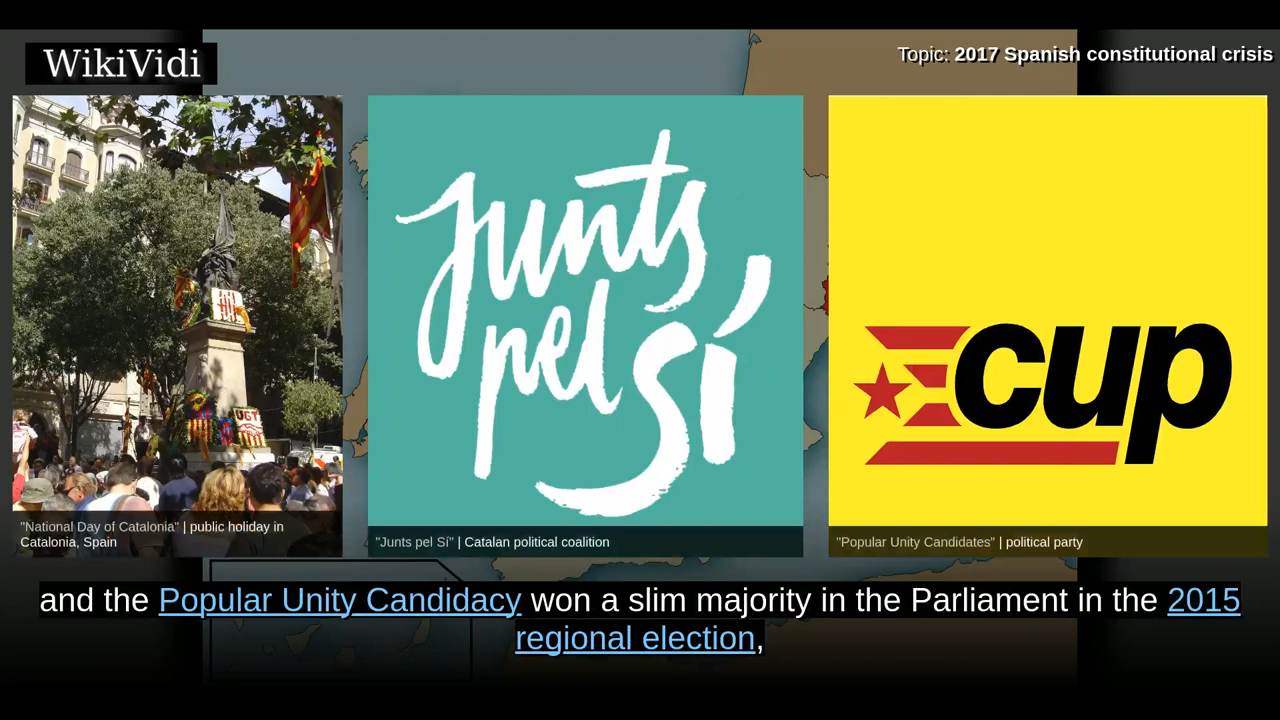 WikiVidi
Topic: 2017 Spanish constitutional crisis
UGT
"National Day of Catalonia" | public holiday in
Catalonia, Spain
junts
pel
sí
"Junts pel Sí" | Catalan political coalition
cup
"Popular Unity Candidates" | political party
and the Popular Unity Candidacy won a slim majority in the Parliament in the 2015
regional election,